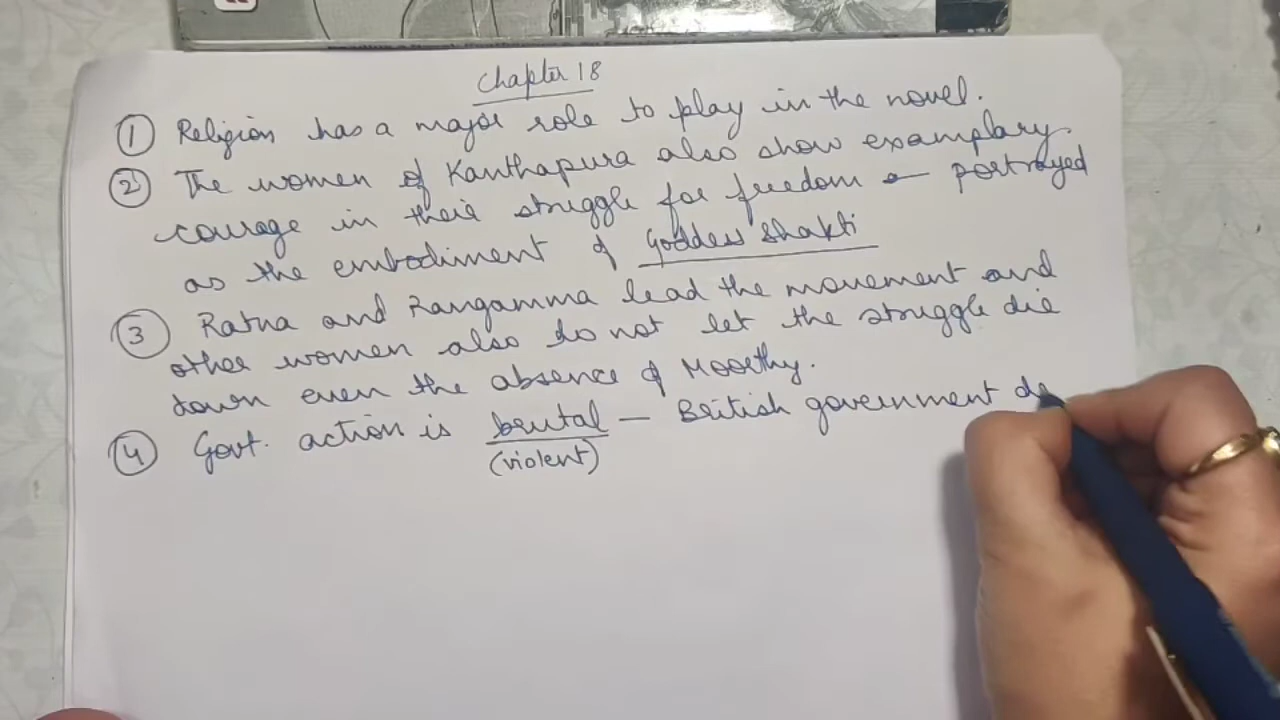 Chapter 18
① Religion has a major role to play in the novel.
② The women of Kanthapura also show examplary
courage in their struggle for freedom — portrayed
as the embodiment of Goddess Shakti
③ Ratna and Rangamma lead the movement and
other women also do not let the struggle die
down even the absence of Moorthy.
④ Govt. action is brutal — British government de
(violent)